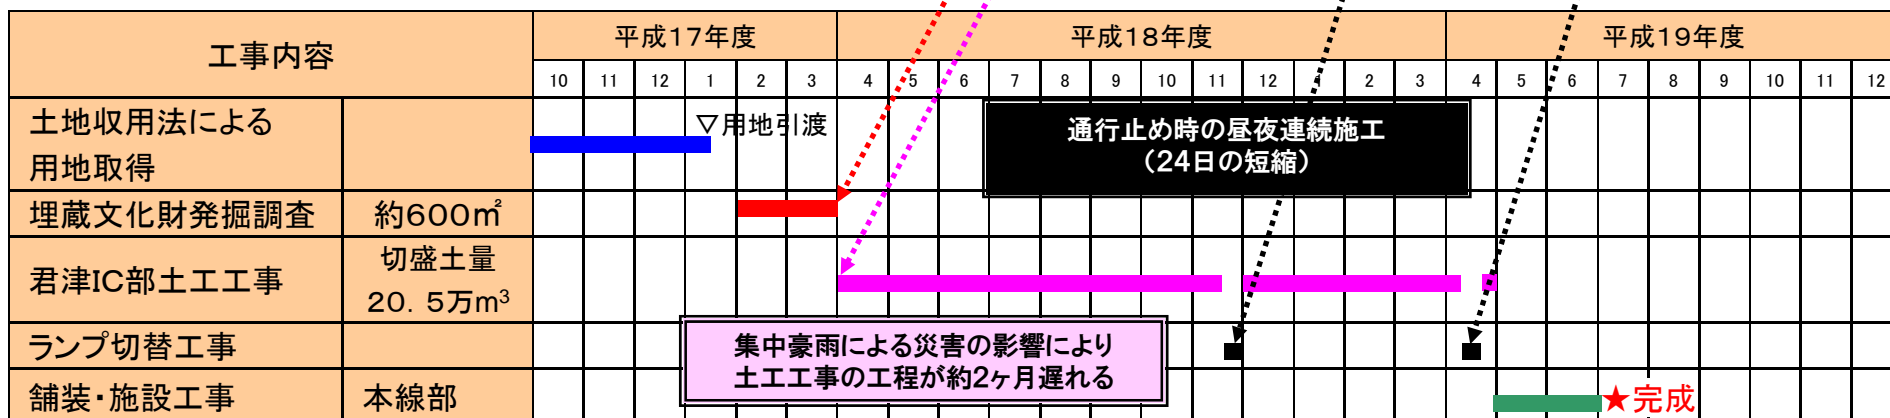 工事内容
平成17年度
平成18年度
平成19年度
10 11 12 1 2 3 4 5 6 7 8 9 10 11 12 1 2 3 4 5 6 7 8 9 10 11 12
土地収用法による
用地取得
▽用地引渡
通行止め時の昼夜連続施工
（24日の短縮）
埋蔵文化財発掘調査
約600㎡
君津IC部土工工事
切盛土量
20．5万m³
ランプ切替工事
集中豪雨による災害の影響により
土工工事の工程が約2ヶ月遅れる
舗装・施設工事
本線部
★完成